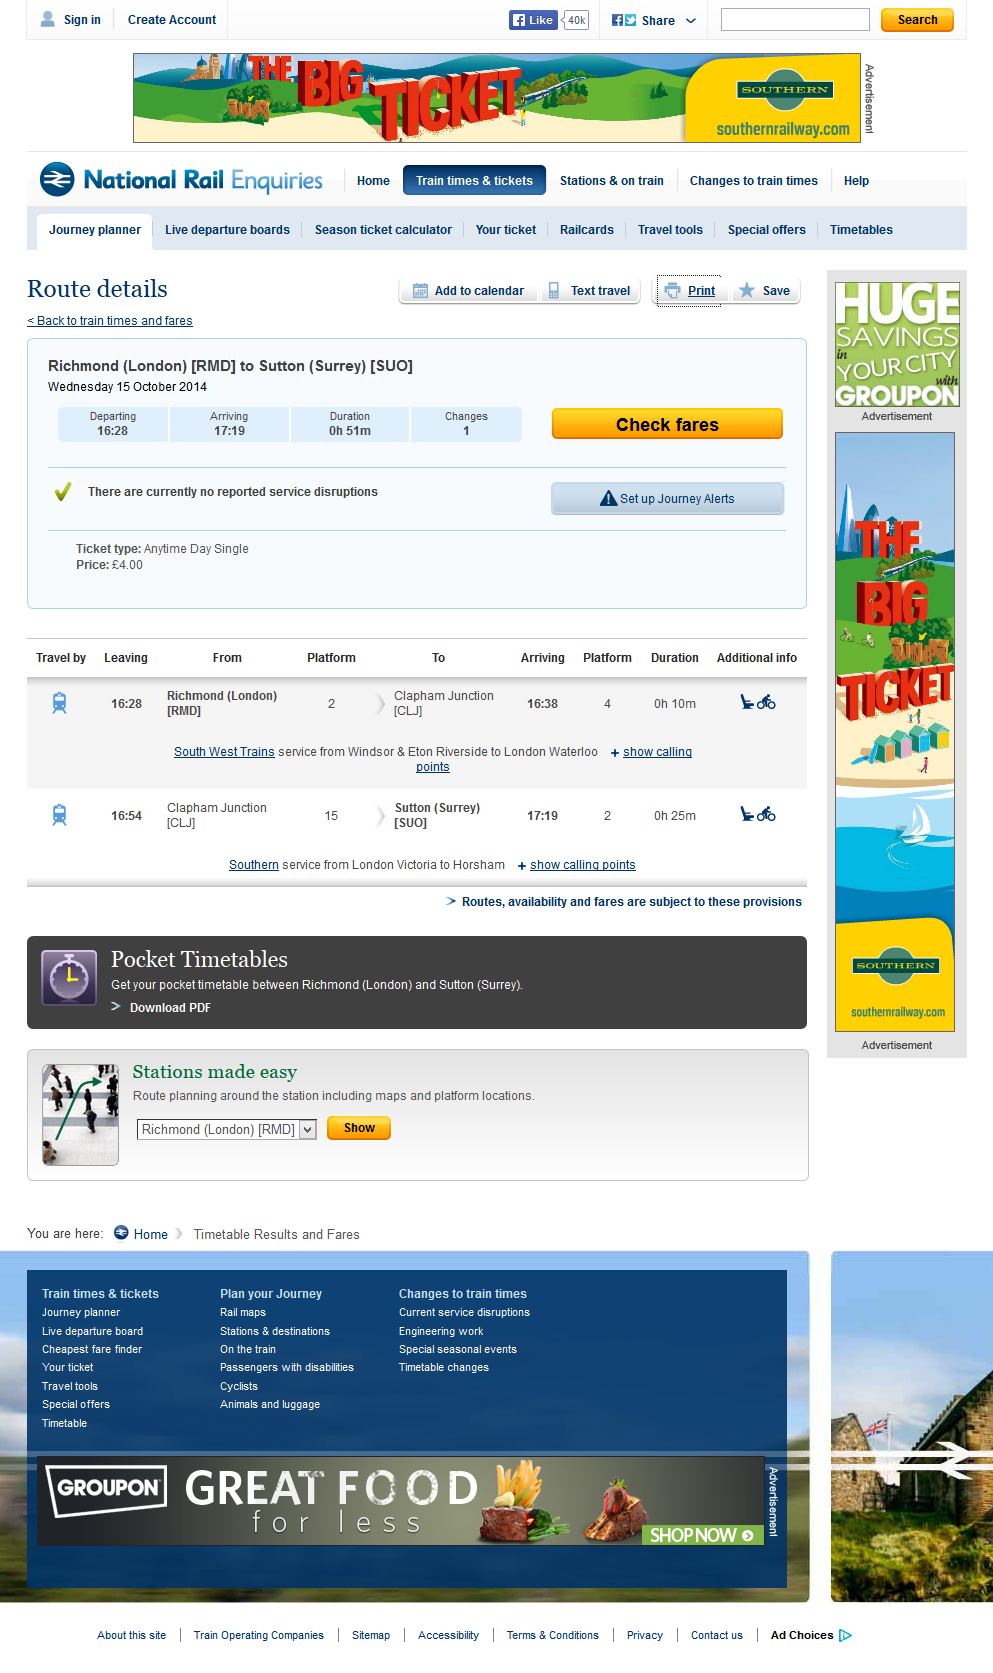 Sign in
Create Account
Like
40k
Share
Search
THE BIG TICKET
SOUTHERN
southernrailway.com
Advertisement
National Rail Enquiries
Home
Train times & tickets
Stations & on train
Changes to train times
Help
Journey planner
Live departure boards
Season ticket calculator
Your ticket
Railcards
Travel tools
Special offers
Timetables
Route details
Add to calendar
Text travel
Print
Save
< Back to train times and fares
Richmond (London) [RMD] to Sutton (Surrey) [SUO]
Wednesday 15 October 2014
Departing Arriving Duration Changes
16:28 17:19 0h 51m 1
Check fares
There are currently no reported service disruptions
Set up Journey Alerts
Ticket type: Anytime Day Single
Price: £4.00
Travel by Leaving From Platform To Arriving Platform Duration Additional info
16:28 Richmond (London) [RMD] 2 Clapham Junction [CLJ] 16:38 4 0h 10m
South West Trains service from Windsor & Eton Riverside to London Waterloo + show calling
points
16:54 Clapham Junction [CLJ] 15 Sutton (Surrey) [SUO] 17:19 2 0h 25m
Southern service from London Victoria to Horsham + show calling points
> Routes, availability and fares are subject to these provisions
Pocket Timetables
Get your pocket timetable between Richmond (London) and Sutton (Surrey).
> Download PDF
Stations made easy
Route planning around the station including maps and platform locations.
Richmond (London) [RMD]
Show
HUGE
SAVINGS
in
YOUR CITY
with
GROUPON
Advertisement
THE
BIG
TICKET
SOUTHERN
southernrailway.com
Advertisement
You are here: Home Timetable Results and Fares
Train times & tickets
Journey planner
Live departure board
Cheapest fare finder
Your ticket
Travel tools
Special offers
Timetable
Plan your Journey
Rail maps
Stations & destinations
On the train
Passengers with disabilities
Cyclists
Animals and luggage
Changes to train times
Current service disruptions
Engineering work
Special seasonal events
Timetable changes
GROUPON
GREAT FOOD
for less
SHOP NOW
Advertisement
About this site
Train Operating Companies
Sitemap
Accessibility
Terms & Conditions
Privacy
Contact us
Ad Choices